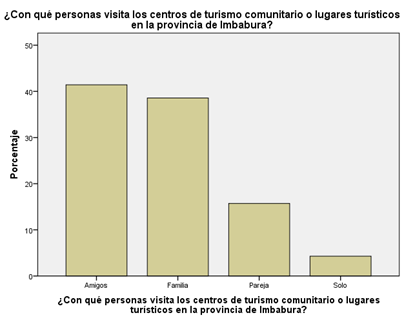 ¿Con qué personas visita los centros de turismo comunitario o lugares turísticos
en la provincia de Imbabura?
50
40
30
20
10
0
Porcentaje
Amigos Familia Pareja Solo
¿Con qué personas visita los centros de turismo comunitario o lugares
turísticos en la provincia de Imbabura?